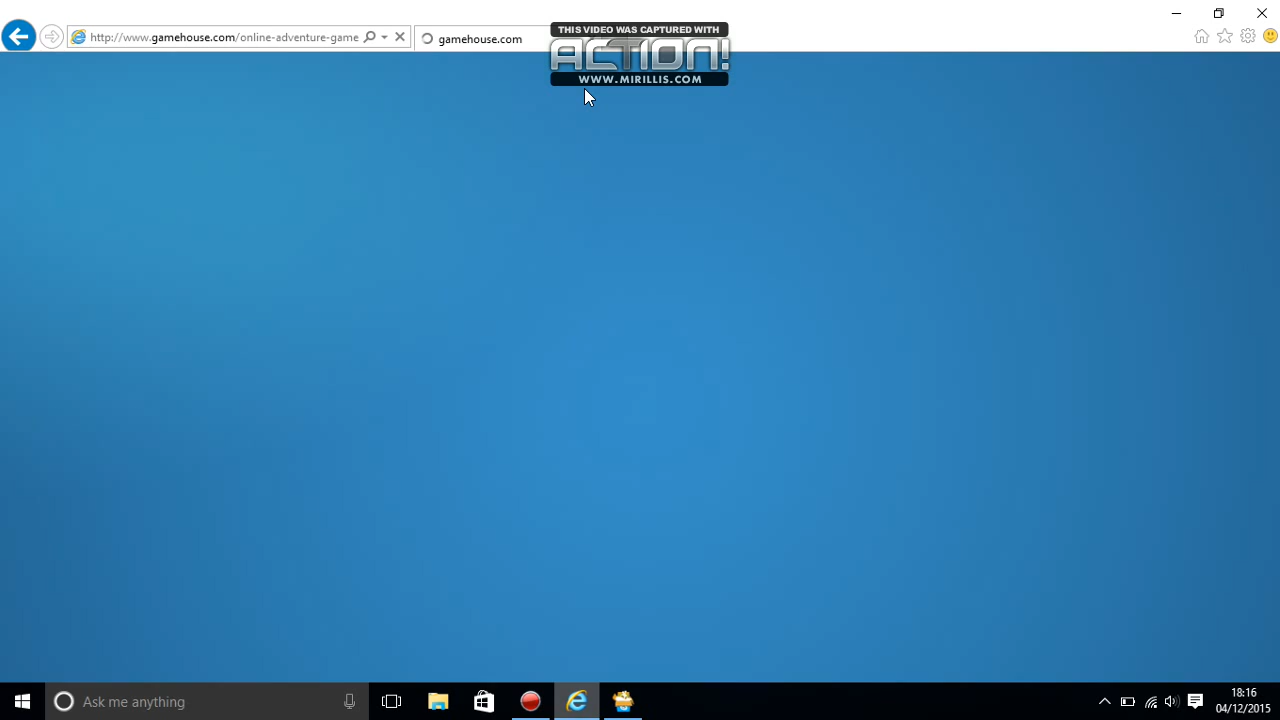 THIS VIDEO WAS CAPTURED WITH
ACTION!
WWW.MIRILLIS.COM
http://www.gamehouse.com/online-adventure-game
gamehouse.com
Ask me anything
18:16
04/12/2015